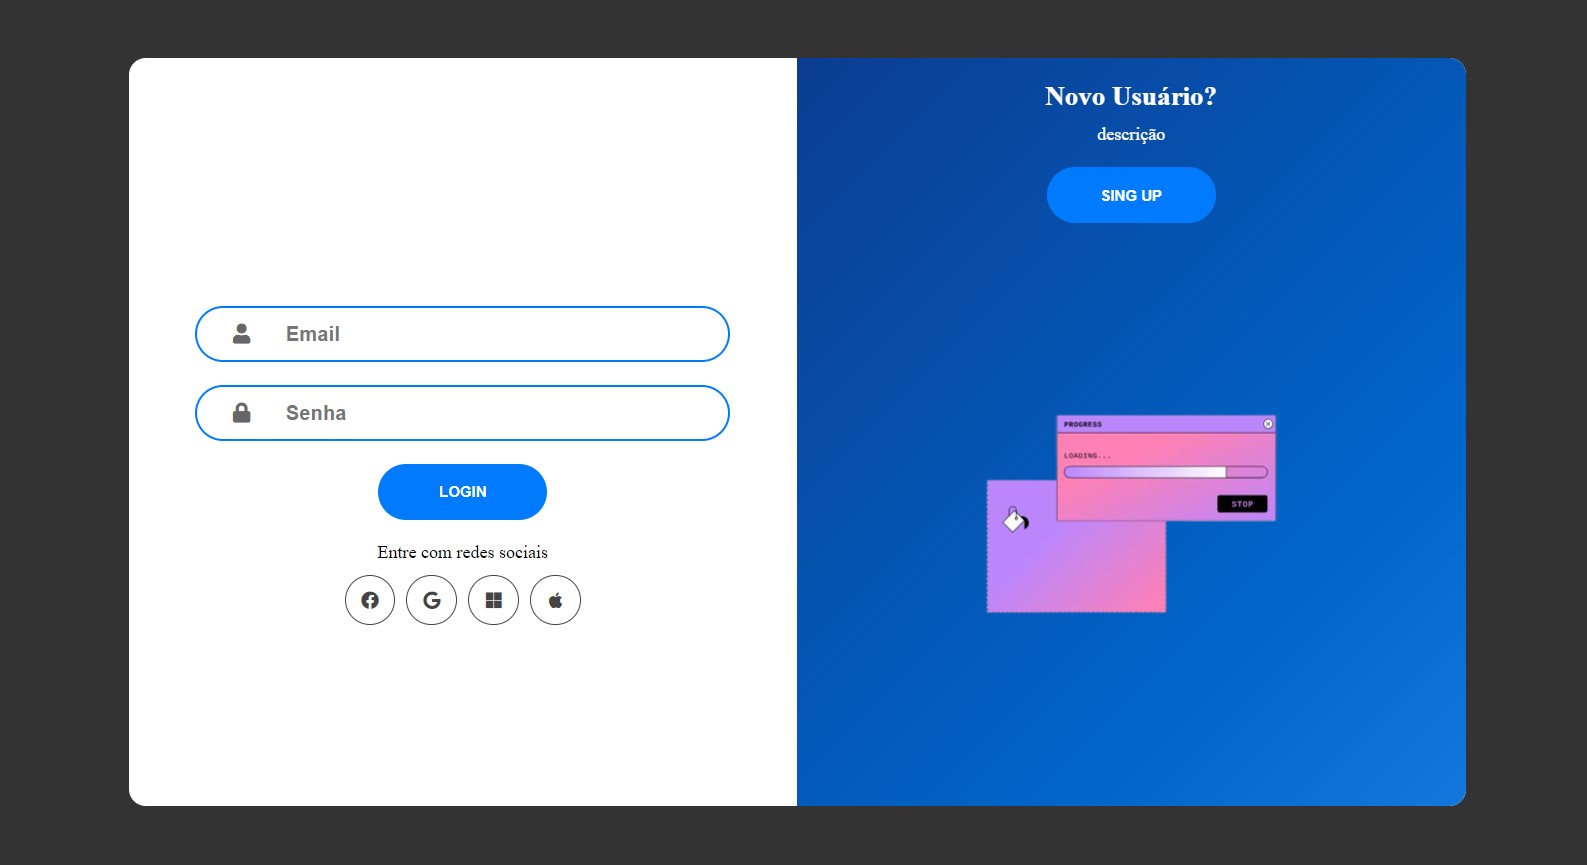 Email
Senha
LOGIN
Entre com redes sociais
Novo Usuário?
descrição
SING UP
PROGRESS
LOADING...
STOP